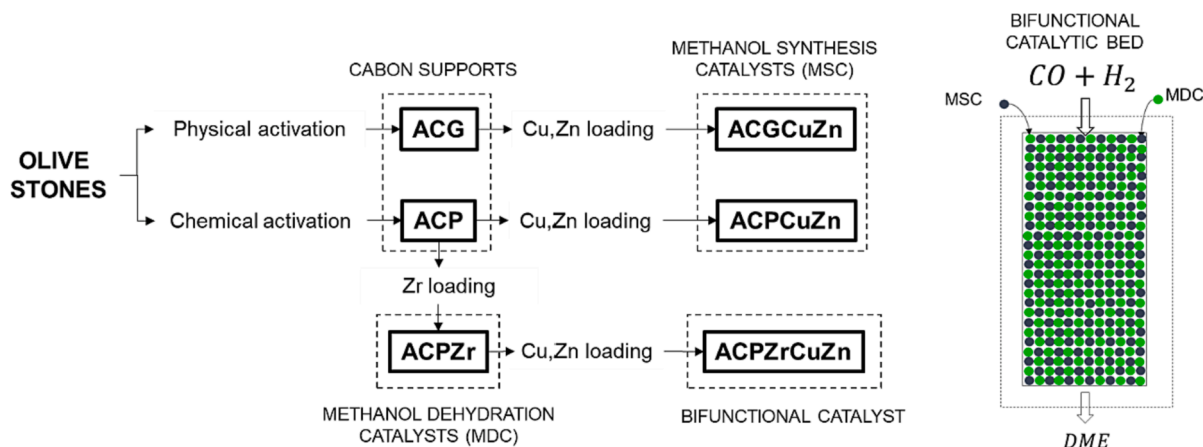 CABON SUPPORTS
METHANOL SYNTHESIS
CATALYSTS (MSC)
OLIVE
STONES
Physical activation
ACG
Cu,Zn loading
ACGCuZn
Chemical activation
ACP
Cu,Zn loading
ACPCuZn
Zr loading
ACPZr
Cu,Zn loading
ACPZrCuZn
METHANOL DEHYDRATION
CATALYSTS (MDC)
BIFUNCTIONAL CATALYST
BIFUNCTIONAL
CATALYTIC BED
CO + H₂
MSC
MDC
DME